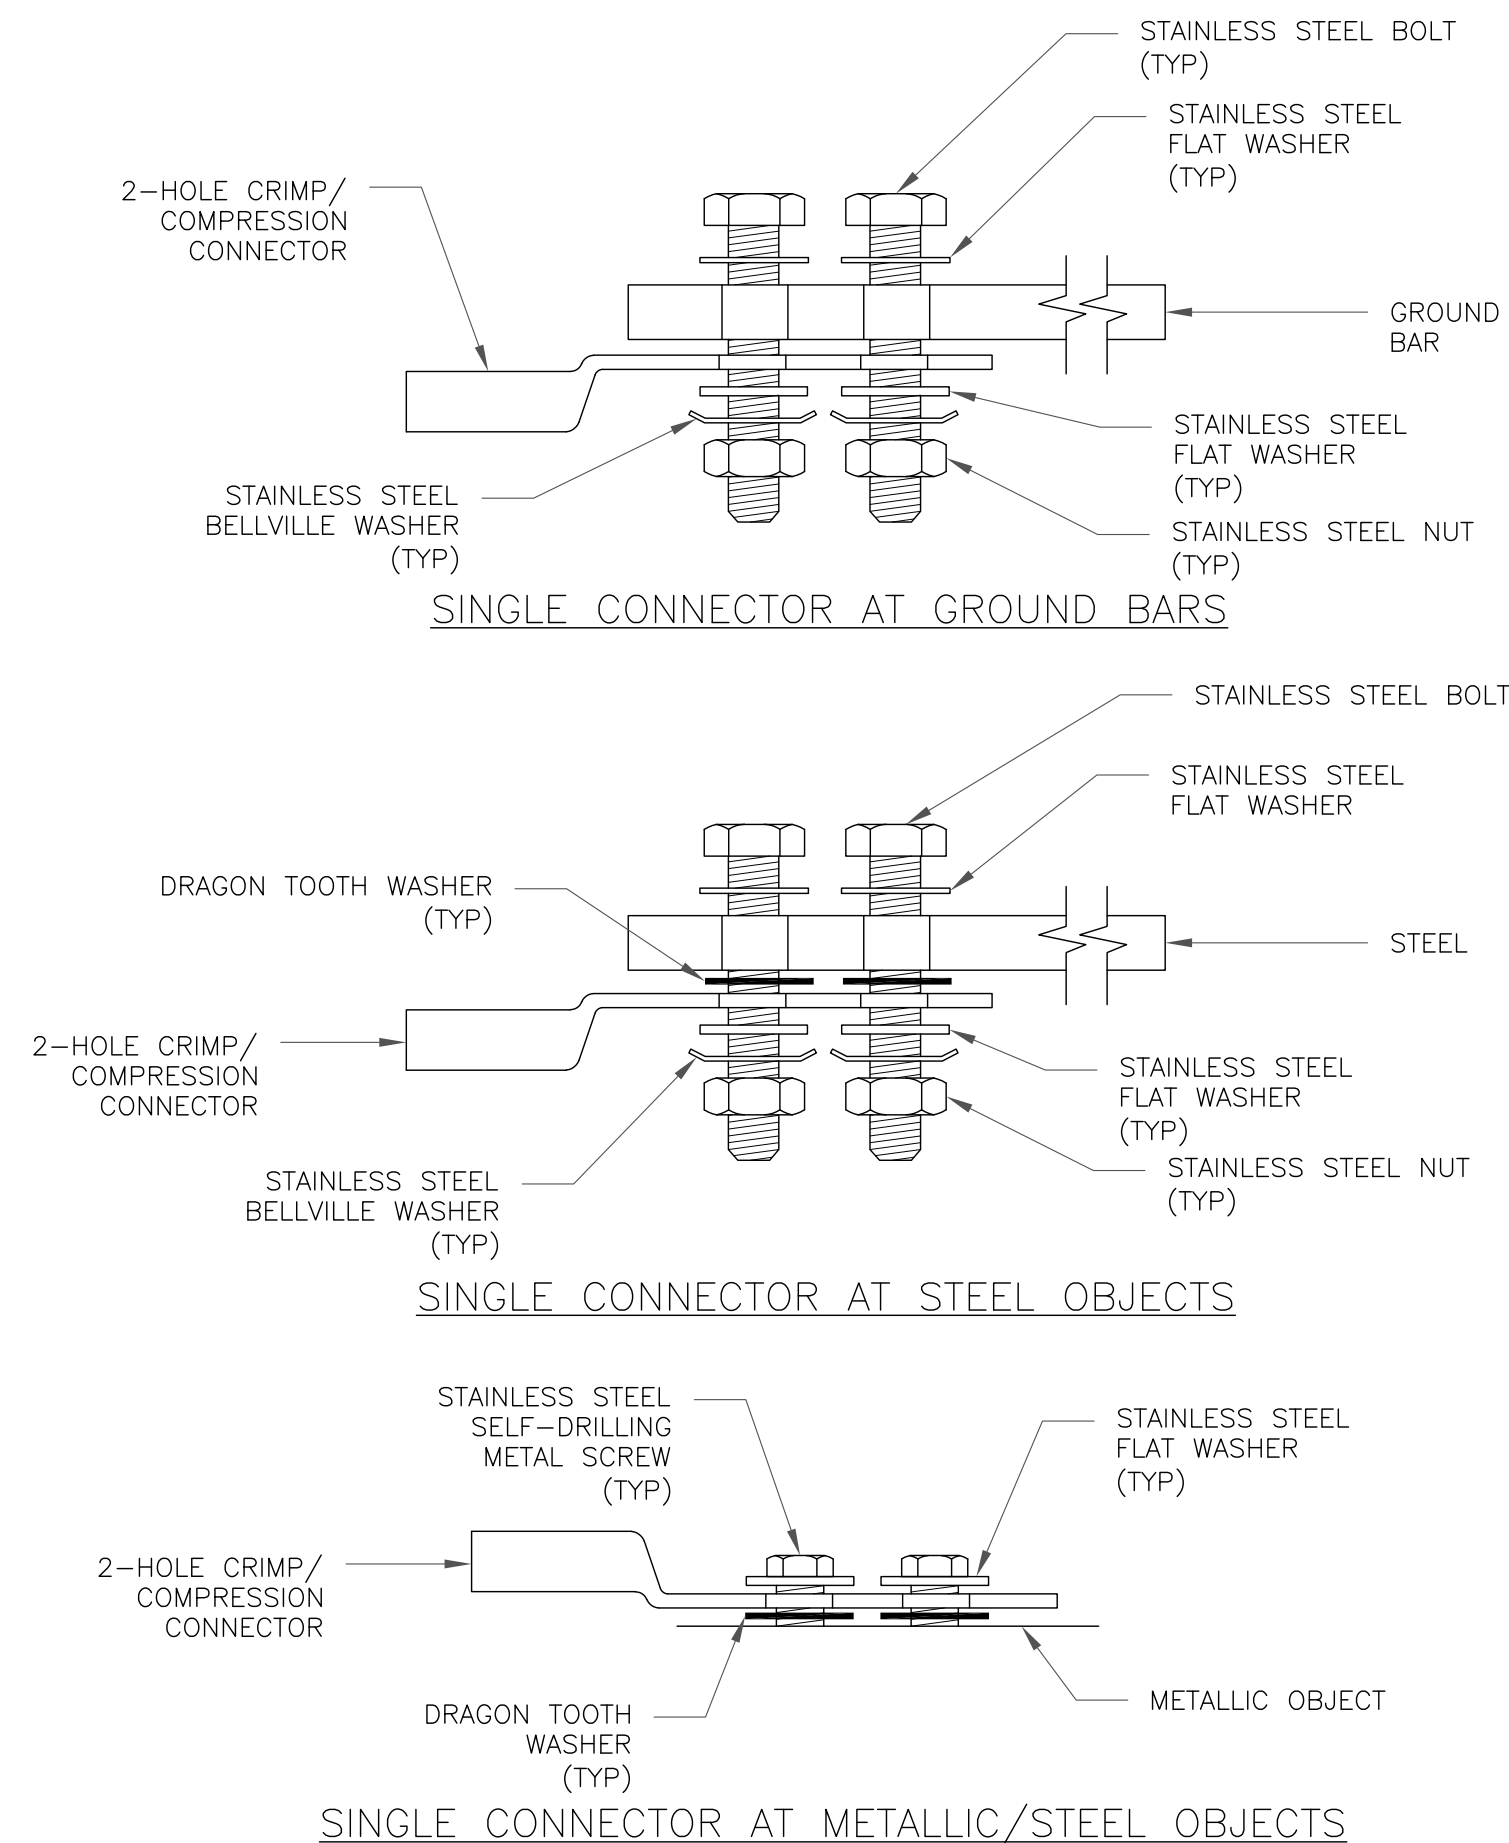 STAINLESS STEEL BOLT
(TYP)
STAINLESS STEEL
FLAT WASHER
(TYP)
2-HOLE CRIMP/
COMPRESSION
CONNECTOR
GROUND
BAR
STAINLESS STEEL
FLAT WASHER
(TYP)
STAINLESS STEEL
BELLVILLE WASHER
(TYP)
STAINLESS STEEL NUT
(TYP)
SINGLE CONNECTOR AT GROUND BARS
STAINLESS STEEL BOLT
STAINLESS STEEL
FLAT WASHER
DRAGON TOOTH WASHER
(TYP)
STEEL
2-HOLE CRIMP/
COMPRESSION
CONNECTOR
STAINLESS STEEL
FLAT WASHER
(TYP)
STAINLESS STEEL NUT
(TYP)
STAINLESS STEEL
BELLVILLE WASHER
(TYP)
SINGLE CONNECTOR AT STEEL OBJECTS
STAINLESS STEEL
SELF-DRILLING
METAL SCREW
(TYP)
STAINLESS STEEL
FLAT WASHER
(TYP)
2-HOLE CRIMP/
COMPRESSION
CONNECTOR
METALLIC OBJECT
DRAGON TOOTH
WASHER
(TYP)
SINGLE CONNECTOR AT METALLIC/STEEL OBJECTS